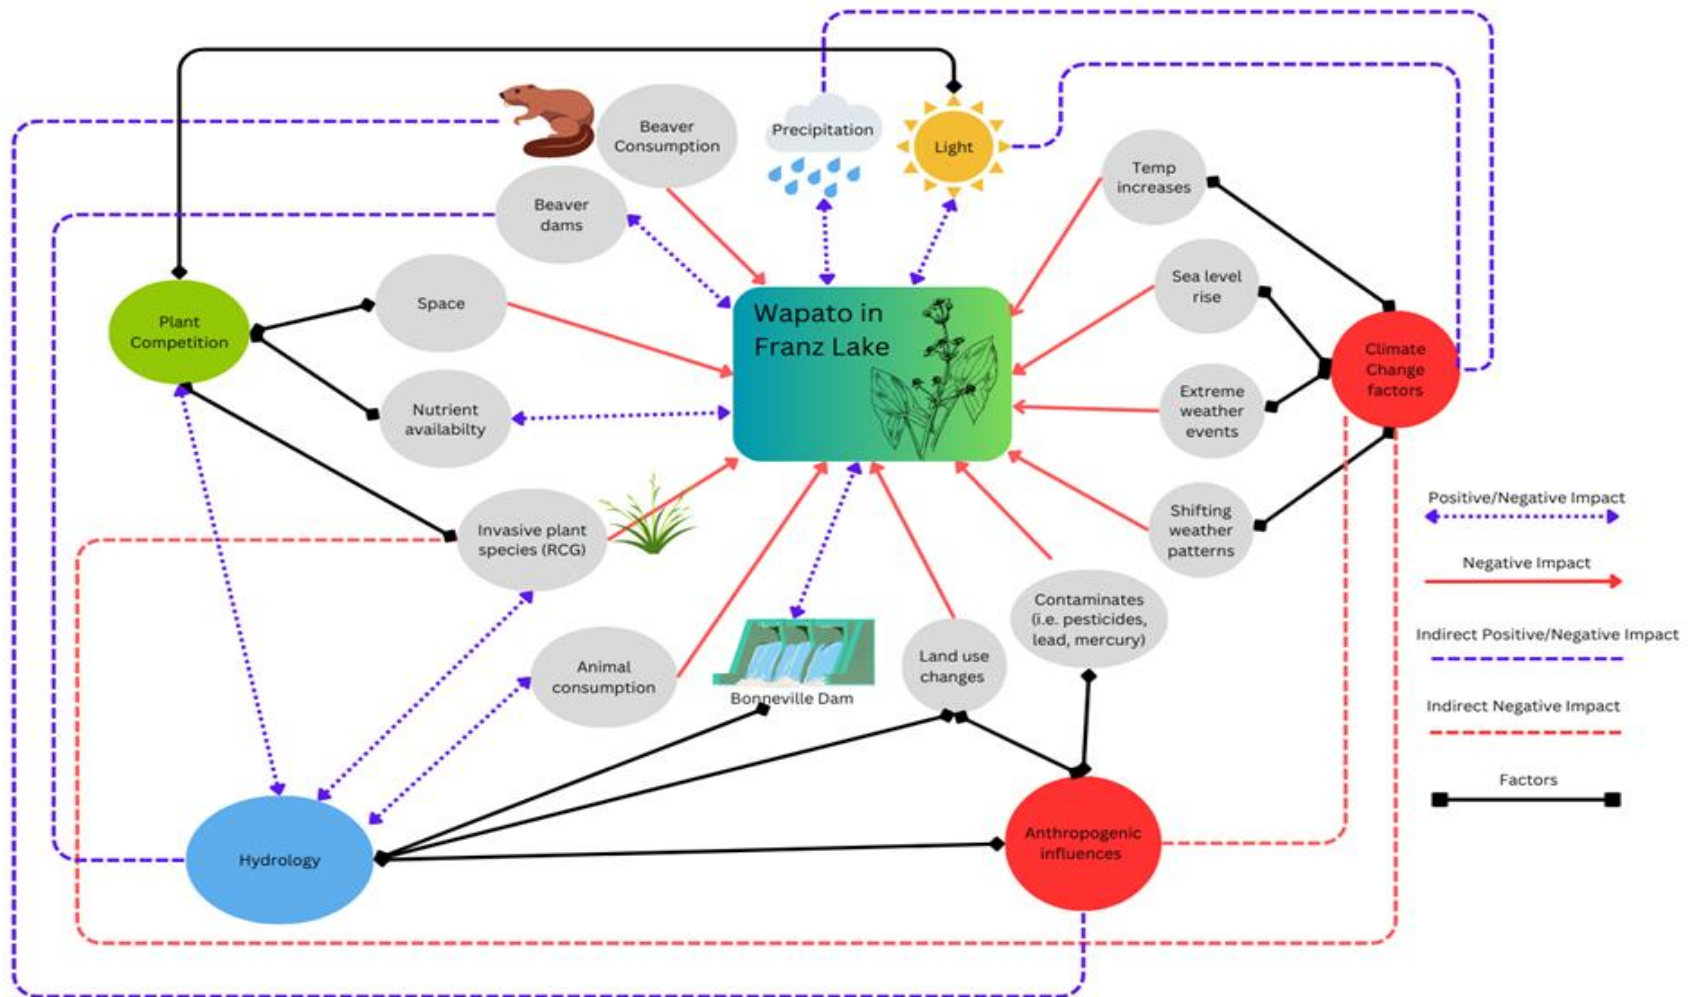 Beaver
Consumption
Precipitation
Light
Temp
increases
Beaver
dams
Space
Sea level
rise
Wapato in
Franz Lake
Plant
Competition
Climate
Change
factors
Nutrient
availabilty
Extreme
weather
events
Positive/Negative Impact
Invasive plant
species (RCG)
Shifting
weather
patterns
Negative Impact
Contaminates
(i.e. pesticides,
lead, mercury)
Indirect Positive/Negative Impact
Animal
consumption
Land use
changes
Bonneville Dam
Indirect Negative Impact
Factors
Hydrology
Anthropogenic
influences